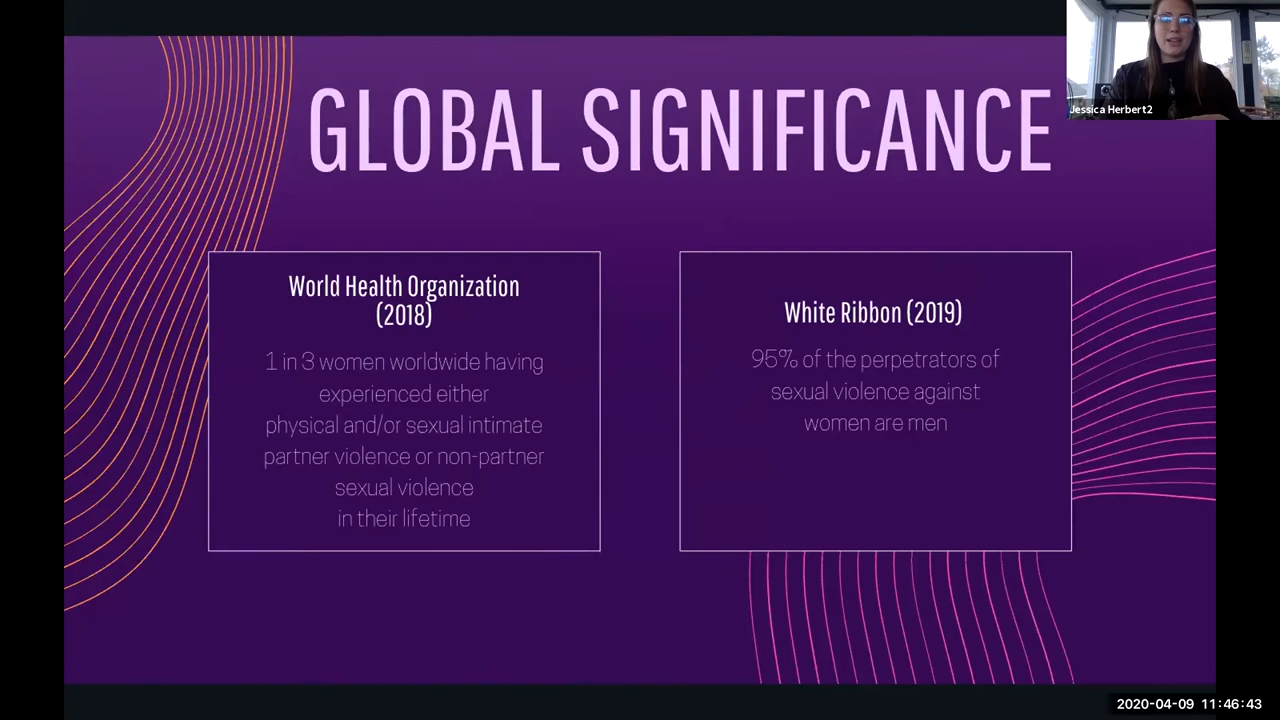 GLOBAL SIGNIFICANCE
Jessica Herbert2
World Health Organization
(2018)
1 in 3 women worldwide having
experienced either
physical and/or sexual intimate
partner violence or non-partner
sexual violence
in their lifetime
White Ribbon (2019)
95% of the perpetrators of
sexual violence against
women are men
2020-04-09 11:46:43